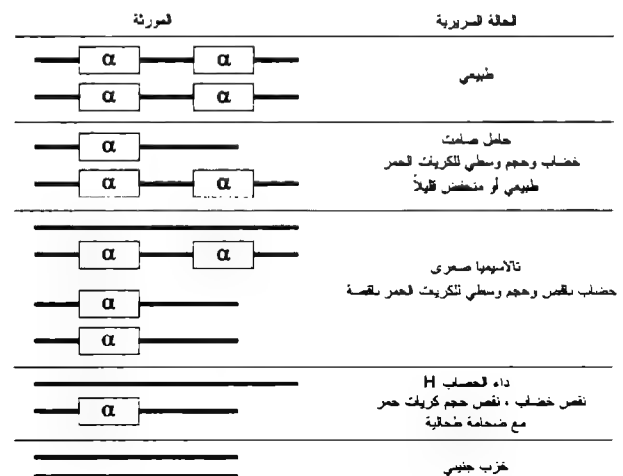 الحالة السريرية
المورثة
α α
α α
طبيعي
α
α α
حامل صامت
خضاب وحجم وسطي للكريات الحمر
طبيعي أو منخفض قليلاً
α α
α
α
تالاسيميا صغرى
خضاب ناقص وحجم وسطي للكريات الحمر ناقصة
α
داء الخضاب H
نقص خضاب ، نقص حجم كريات حمر
مع ضخامة طحالية
خزب جنيني